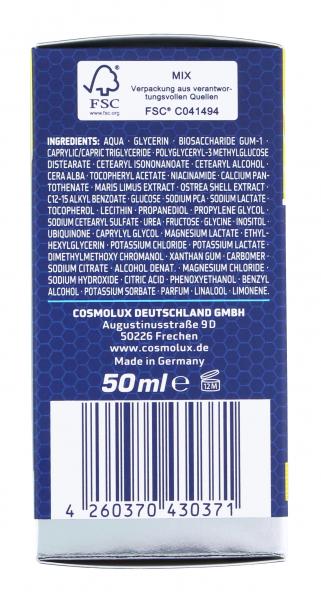 FSC
www.fsc.org
MIX
Verpackung aus verantwor-
tungsvollen Quellen
FSC® C041494
INGREDIENTS: AQUA · GLYCERIN · BIOSACCHARIDE GUM-1 ·
CAPRYLIC/CAPRIC TRIGLYCERIDE · POLYGLYCERYL-3 METHYLGLUCOSE
DISTEARATE · CETEARYL ISONONANOATE · CETEARYL ALCOHOL ·
CERA ALBA · TOCOPHERYL ACETATE · NIACINAMIDE · CALCIUM PAN-
TOTHENATE · MARIS LIMUS EXTRACT · OSTREA SHELL EXTRACT ·
C12-15 ALKYL BENZOATE · GLUCOSE · SODIUM PCA · SODIUM LACTATE ·
TOCOPHEROL · LECITHIN · PROPANEDIOL · PROPYLENE GLYCOL ·
SODIUM CETEARYL SULFATE · UREA · FRUCTOSE · GLYCINE · INOSITOL ·
UBIQUINONE · CAPRYLYL GLYCOL · MAGNESIUM LACTATE · ETHYL-
HEXYLGLYCERIN · POTASSIUM CHLORIDE · POTASSIUM LACTATE ·
DIMETHYLMETHOXY CHROMANOL · XANTHAN GUM · CARBOMER ·
SODIUM CITRATE · ALCOHOL DENAT. · MAGNESIUM CHLORIDE ·
SODIUM HYDROXIDE · CITRIC ACID · PHENOXYETHANOL · BENZYL
ALCOHOL · POTASSIUM SORBATE · PARFUM · LINALOOL · LIMONENE.
COSMOLUX DEUTSCHLAND GMBH
Augustinusstraße 9 D
50226 Frechen
www.cosmolux.de
Made in Germany
50 ml ℮ 12M
4 260370 430371